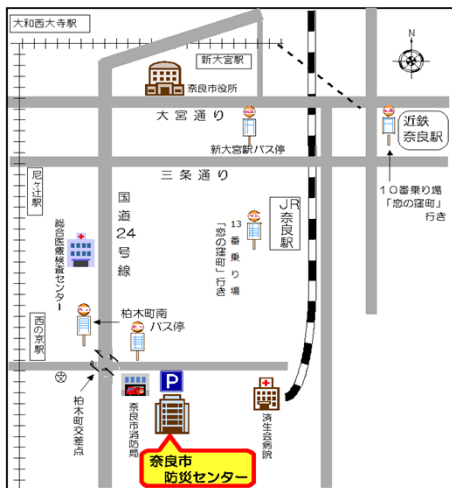 大和西大寺駅
新大宮駅
N
奈良市役所
大宮通り
近鉄
奈良駅
新大宮駅バス停
三条通り
10番乗り場
「恋の窪町」
行き
尼ヶ辻駅
国道24号線
JR
奈良駅
13番乗り場
「恋の窪町」行き
総合医療検査センター
柏木町南
バス停
西の京駅
P
柏木町交差点
奈良市消防局
済生会病院
奈良市
防災センター